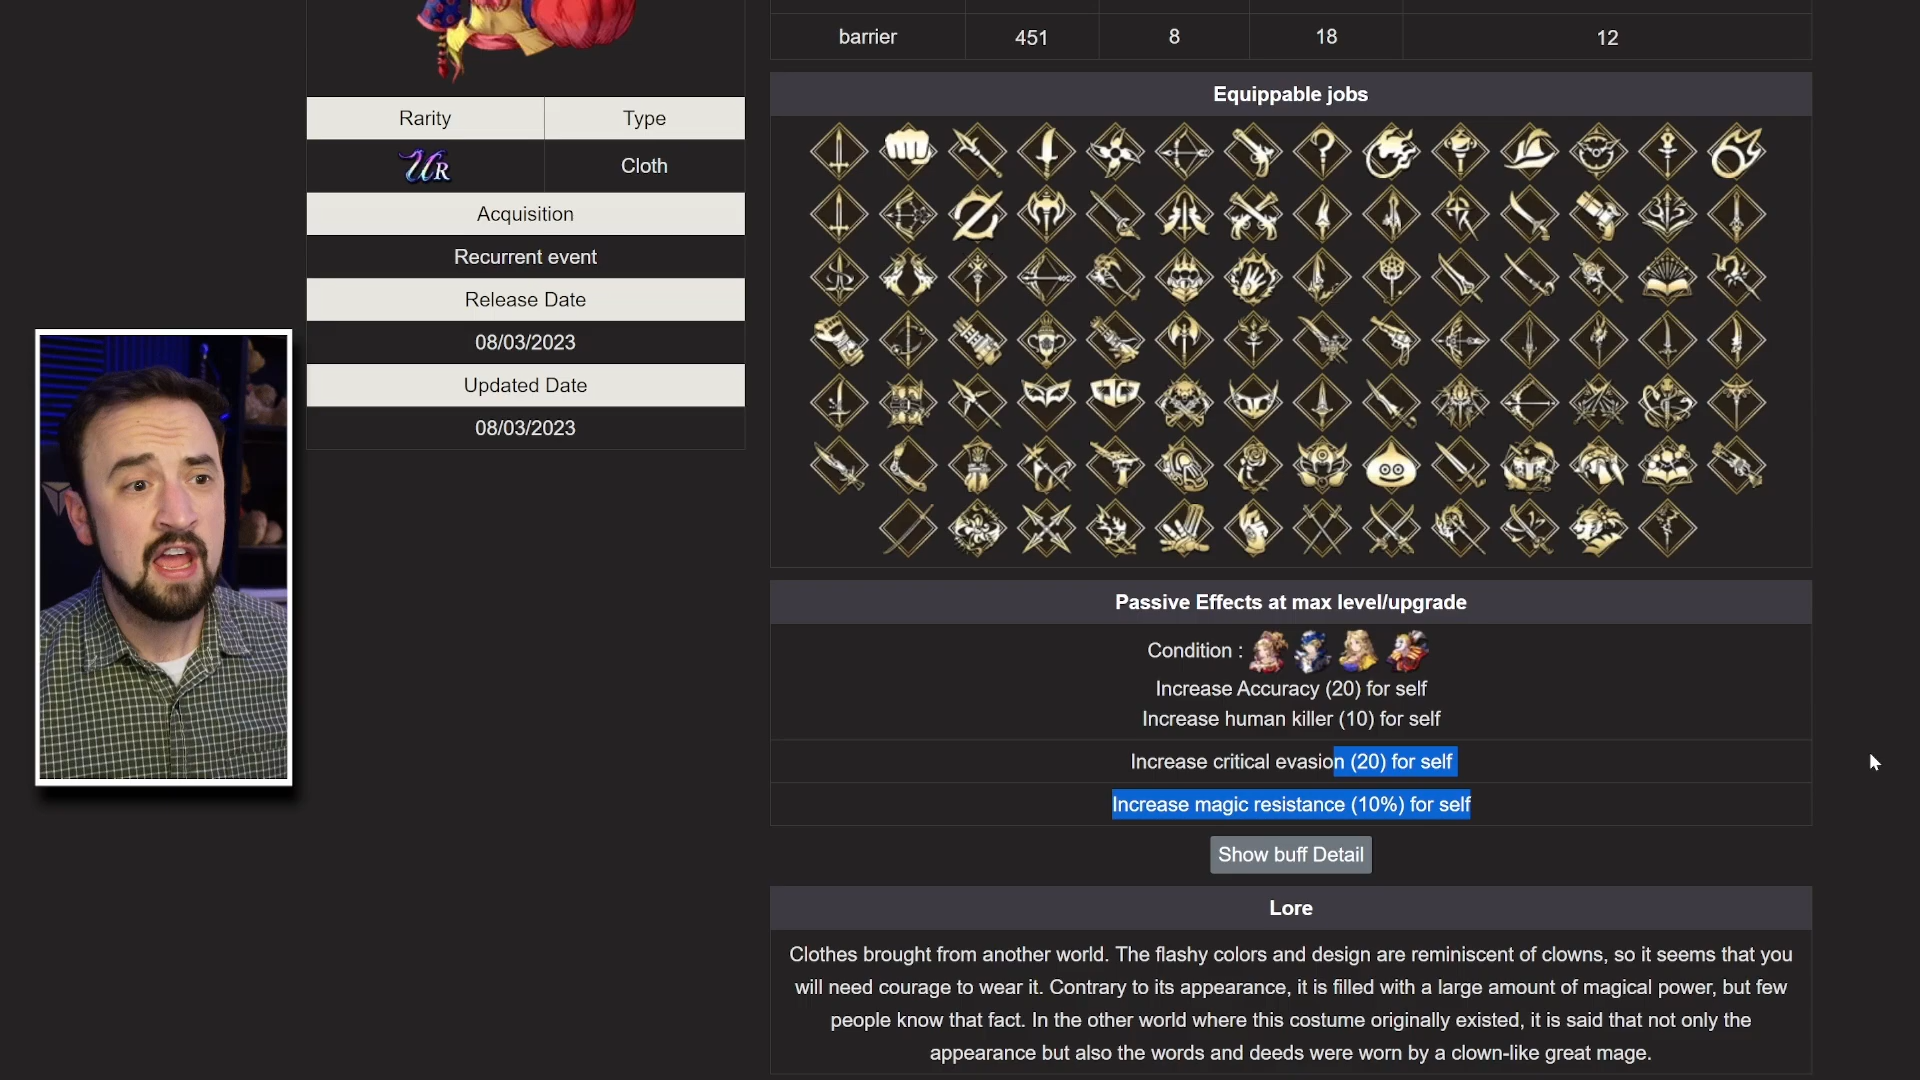 barrier 451 8 18 12
Equippable jobs
Rarity Type
UR Cloth
Acquisition
Recurrent event
Release Date
08/03/2023
Updated Date
08/03/2023
Passive Effects at max level/upgrade
Condition :
Increase Accuracy (20) for self
Increase human killer (10) for self
Increase critical evasion (20) for self
Increase magic resistance (10%) for self
Show buff Detail
Lore
Clothes brought from another world. The flashy colors and design are reminiscent of clowns, so it seems that you
will need courage to wear it. Contrary to its appearance, it is filled with a large amount of magical power, but few
people know that fact. In the other world where this costume originally existed, it is said that not only the
appearance but also the words and deeds were worn by a clown-like great mage.